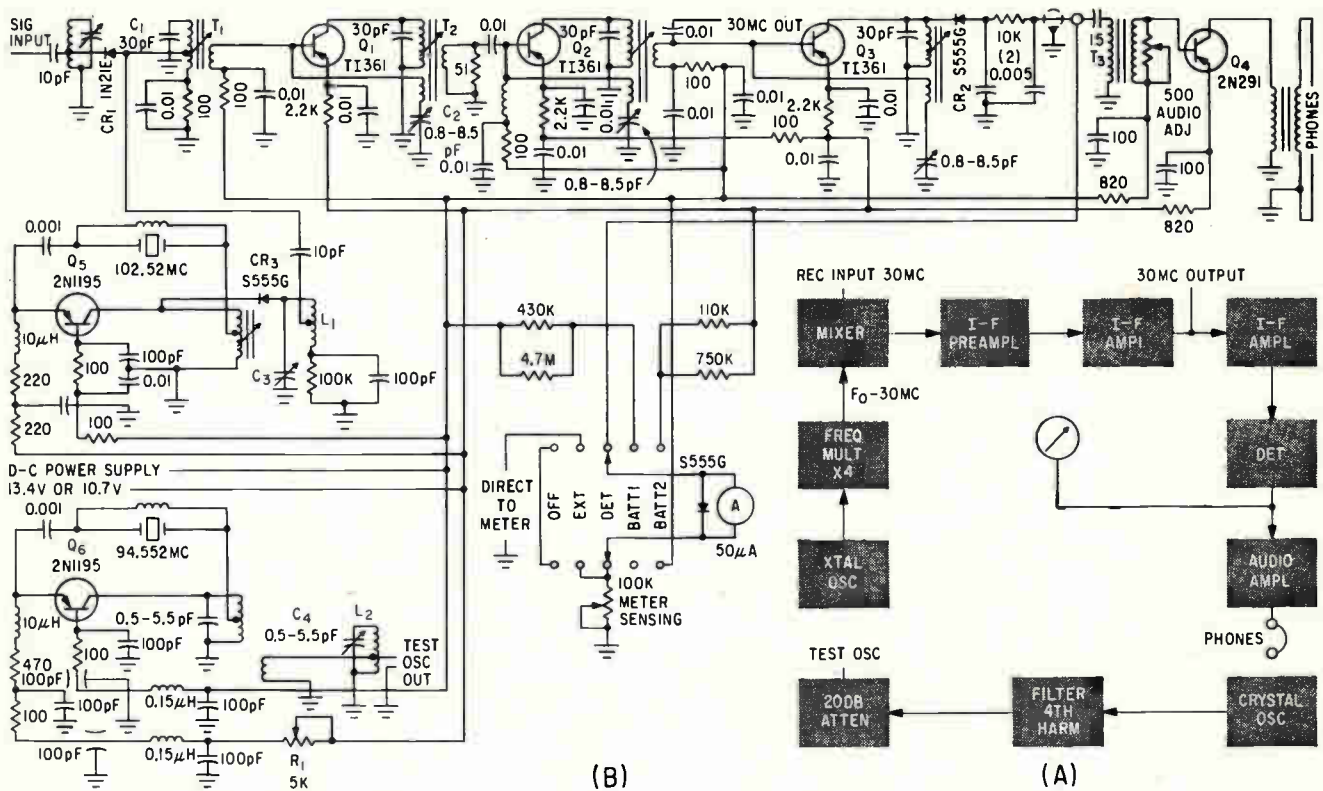 SIG INPUT
10pF
CR1 IN21E
C1
30pF
T1
0.01
100
100
0.01
2.2K
Q1
TI361
0.01
30pF
T2
51
0.01
C2
0.8-8.5 pF
0.01
100
Q2
TI361
2.2K
0.01
0.01
30pF
0.8-8.5pF
0.01
30MC OUT
100
0.01
0.01
100
Q3
TI361
2.2K
0.01
0.01
30pF
0.8-8.5pF
CR2 S555G
10K
(2)
0.005
15
T3
500
AUDIO
ADJ
100
820
Q4
2N291
100
820
PHONES
0.001
102.52MC
Q5
2N1195
10µH
220
220
100
100pF
0.01
100
CR3
S555G
10pF
L1
C3
100K
100pF
D-C POWER SUPPLY
13.4V OR 10.7V
0.001
94.552MC
Q6
2N1195
10µH
470
100pF
100pF
100
100pF
100
100pF
0.5-5.5pF
0.15µH
100pF
0.15µH
100pF
C4
0.5-5.5pF
L2
TEST
OSC
OUT
R1
5K
430K
4.7M
110K
750K
DIRECT
TO
METER
OFF
EXT
DET
BATT1
BATT2
S555G
A
50µA
100K
METER
SENSING
(B)
REC INPUT 30MC
MIXER
I-F
PREAMPL
I-F
AMPL
30MC OUTPUT
I-F
AMPL
F0-30MC
FREQ
MULT
X4
XTAL
OSC
DET
AUDIO
AMPL
PHONES
TEST OSC
20DB
ATTEN
FILTER
4TH
HARM
CRYSTAL
OSC
(A)